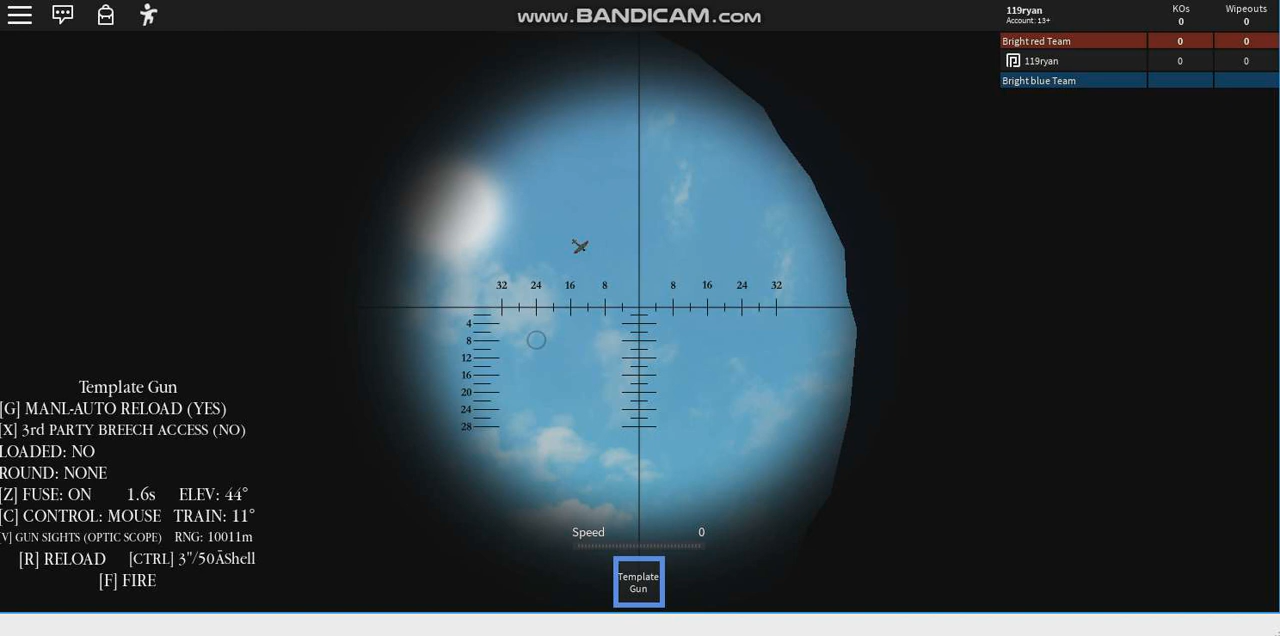 www.BANDICAM.com
119ryan
Account: 13+
KOs
0
Wipeouts
0
Bright red Team 0 0
119ryan 0 0
Bright blue Team
32 24 16 8 8 16 24 32
4
8
12
16
20
24
28
Template Gun
[G] MANL-AUTO RELOAD (YES)
[X] 3rd PARTY BREECH ACCESS (NO)
LOADED: NO
ROUND: NONE
[Z] FUSE: ON 1.6s ELEV: 44°
[C] CONTROL: MOUSE TRAIN: 11°
[V] GUN SIGHTS (OPTIC SCOPE) RNG: 10011m
[R] RELOAD [CTRL] 3"/50ĀShell
[F] FIRE
Speed 0
Template
Gun